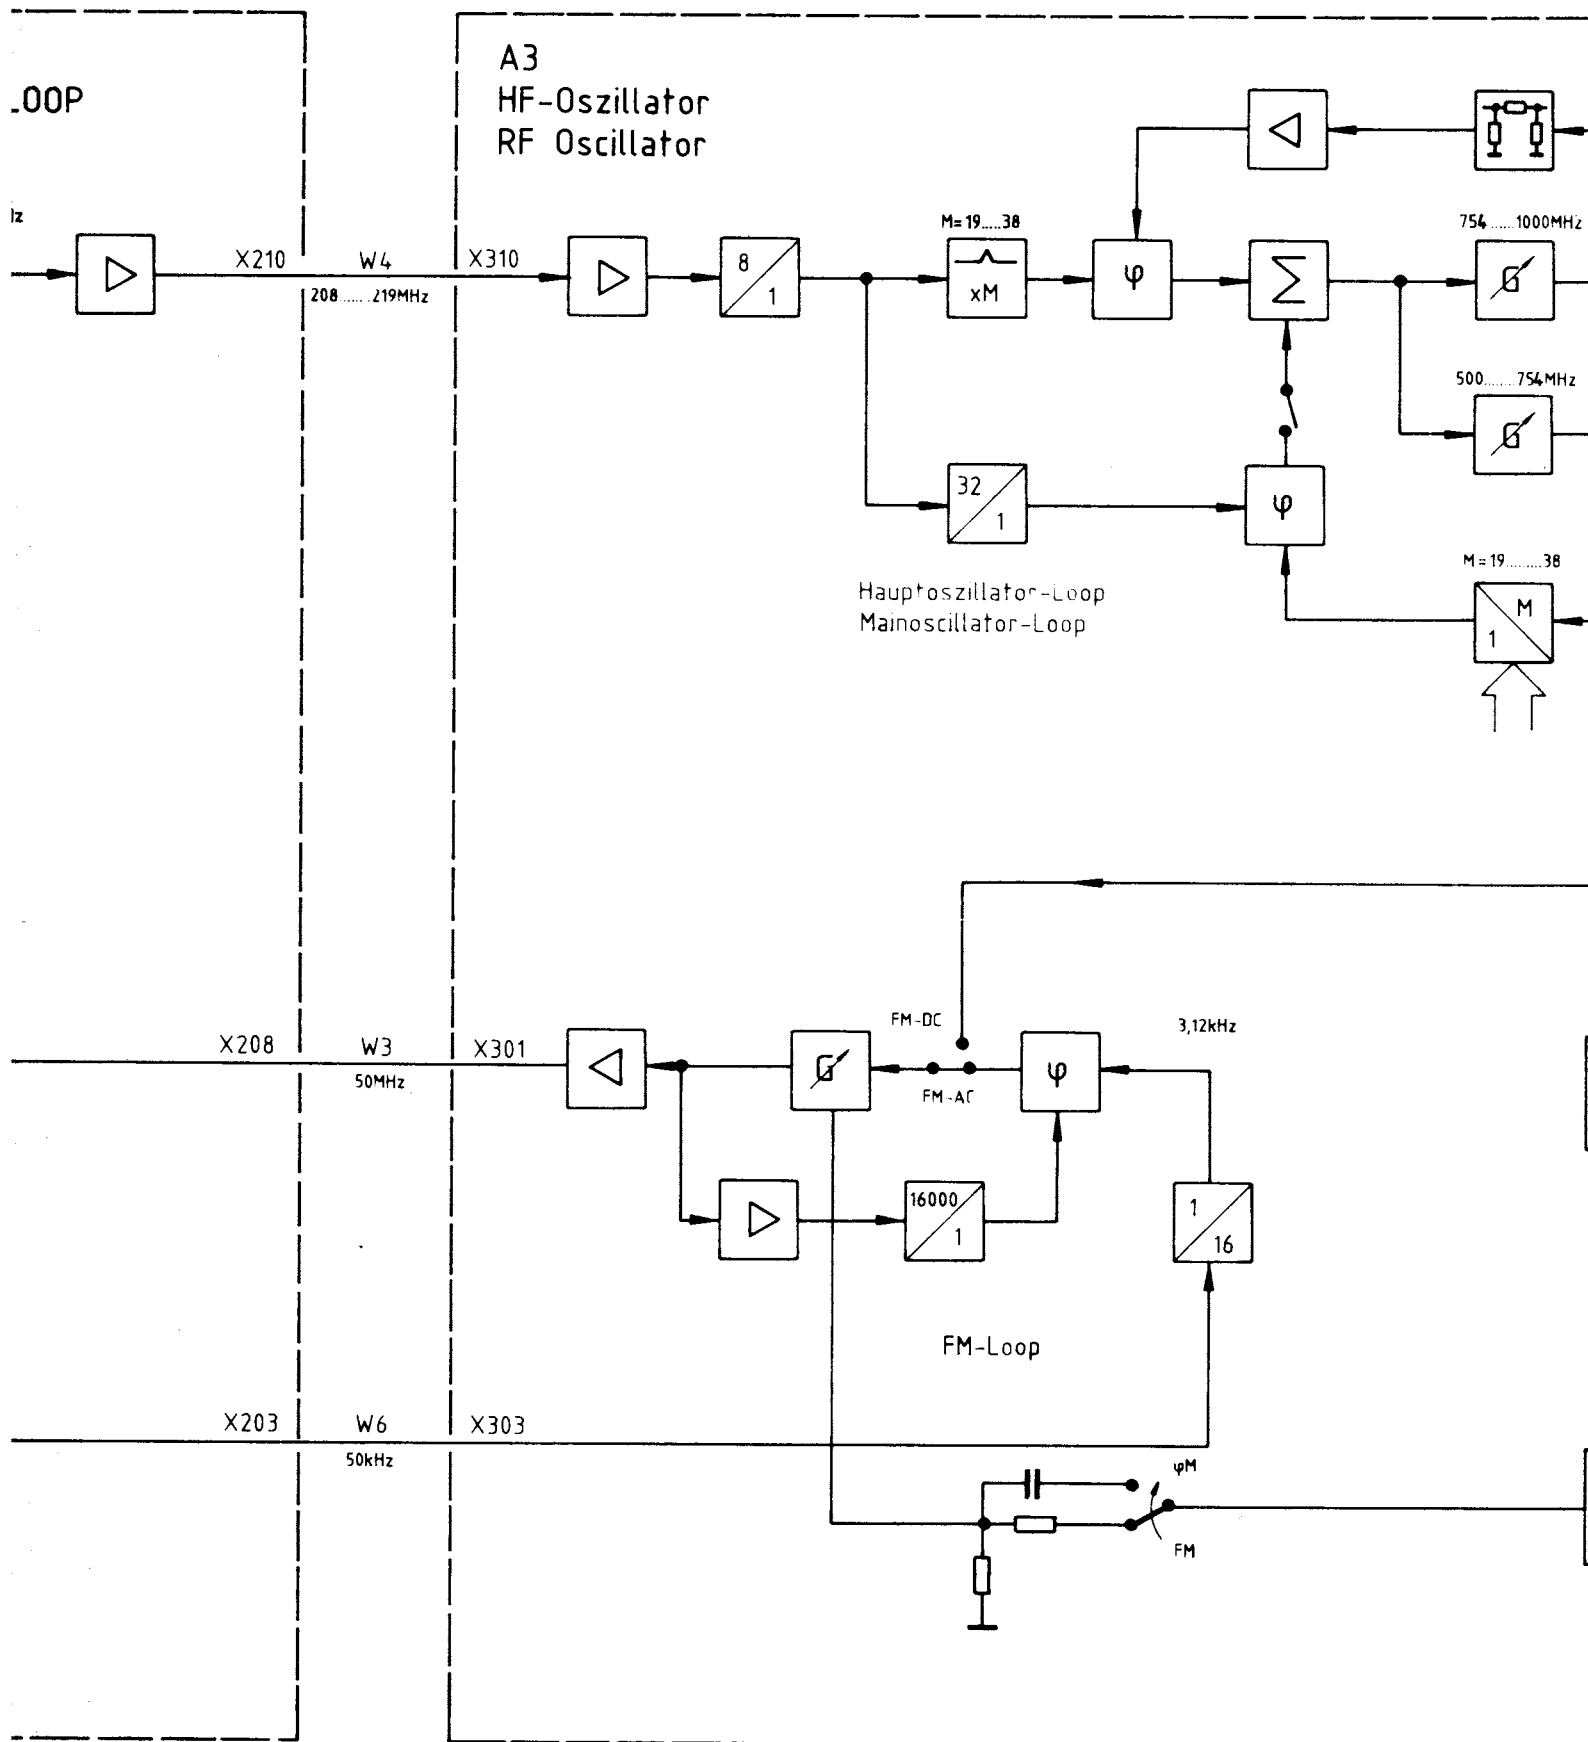 A3
HF-Oszillator
RF Oscillator
OOP
Hz
M=19.....38
754......1000MHz
X210 W4 X310
208.......219MHz
8
1
xM
φ
Σ
G
500........754MHz
G
32
1
φ
M=19.........38
M
1
Hauptoszillator-Loop
Mainoscillator-Loop
FM-DC
3,12kHz
X208 W3 X301
50MHz
G
FM-AC
φ
16000
1
1
16
FM-Loop
X203 W6 X303
50kHz
φM
FM